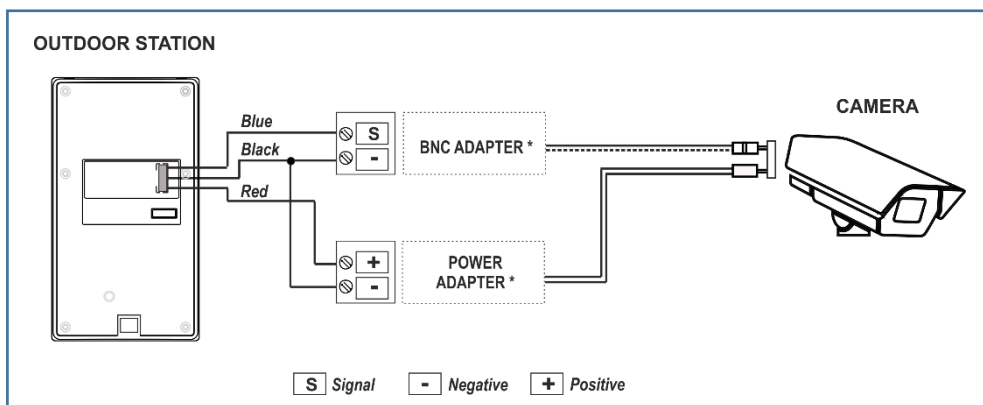 OUTDOOR STATION
CAMERA
Blue
Black
Red
S
-
BNC ADAPTER *
+
-
POWER
ADAPTER *
S Signal
- Negative
+ Positive